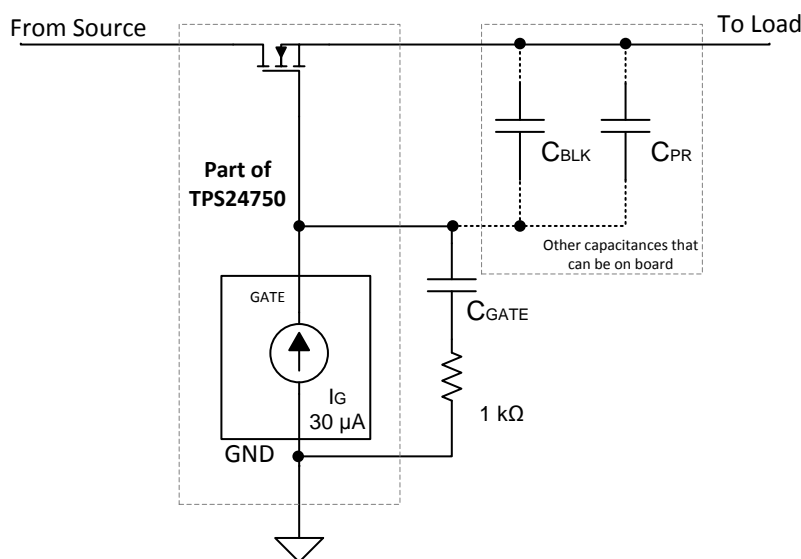 From Source
To Load
Part of
TPS24750
CBLK
CPR
Other capacitances that
can be on board
GATE
CGATE
IG
30 µA
1 kΩ
GND